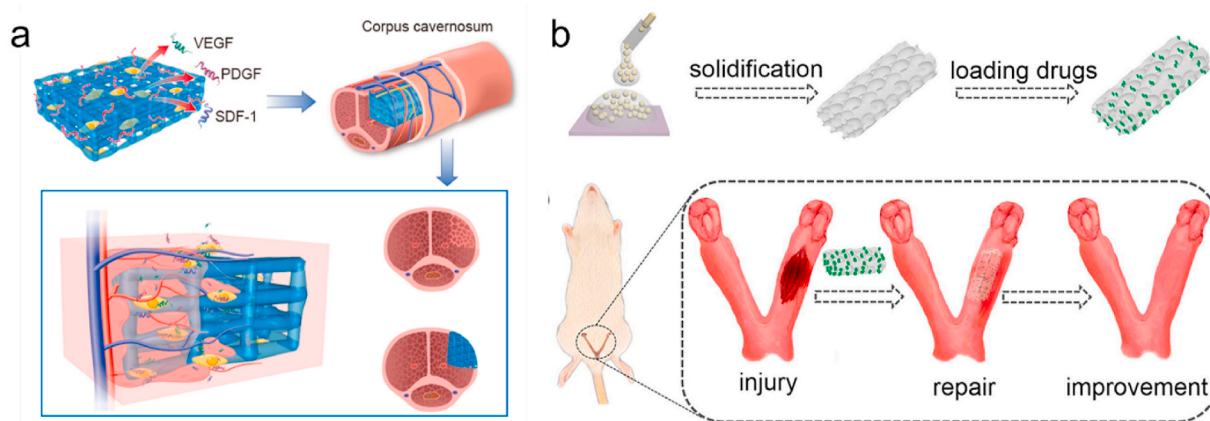 a
VEGF
PDGF
SDF-1
Corpus cavernosum
b
solidification
loading drugs
injury
repair
improvement